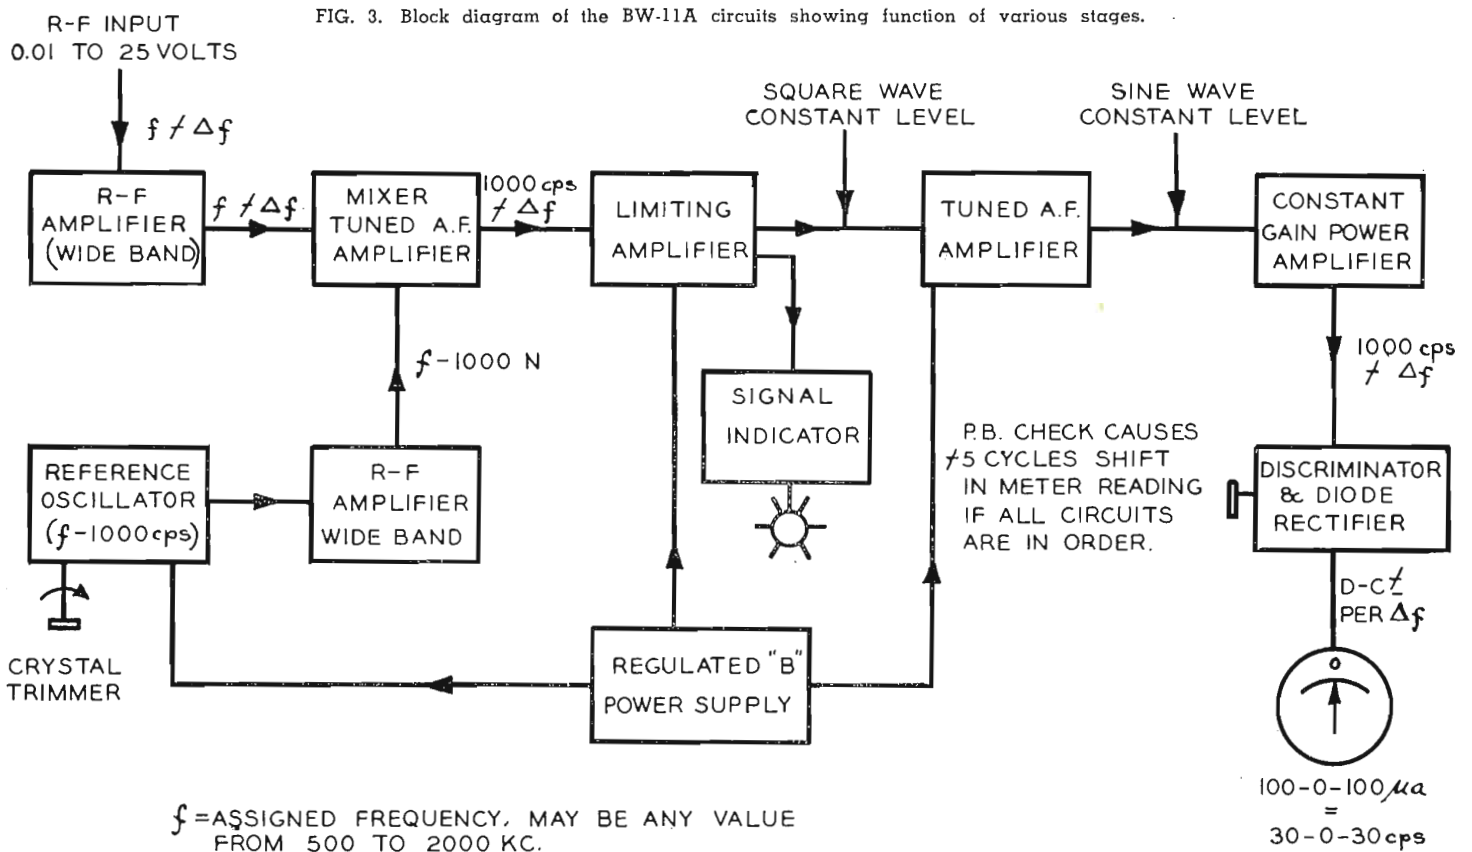 FIG. 3. Block diagram of the BW-11A circuits showing function of various stages.
R-F INPUT
0.01 TO 25 VOLTS
f ≠ Δf
R-F
AMPLIFIER
(WIDE BAND)
f ≠ Δf
MIXER
TUNED A.F.
AMPLIFIER
1000 cps
≠ Δf
LIMITING
AMPLIFIER
SQUARE WAVE
CONSTANT LEVEL
TUNED A.F.
AMPLIFIER
SINE WAVE
CONSTANT LEVEL
CONSTANT
GAIN POWER
AMPLIFIER
f-1000 N
1000 cps
≠ Δf
SIGNAL
INDICATOR
REFERENCE
OSCILLATOR
(f-1000cps)
R-F
AMPLIFIER
WIDE BAND
P.B. CHECK CAUSES
≠5 CYCLES SHIFT
IN METER READING
IF ALL CIRCUITS
ARE IN ORDER.
DISCRIMINATOR
& DIODE
RECTIFIER
D-C ±
PER Δf
CRYSTAL
TRIMMER
REGULATED "B"
POWER SUPPLY
0
100-0-100 μa
=
30-0-30 cps
f = ASSIGNED FREQUENCY, MAY BE ANY VALUE
FROM 500 TO 2000 KC.